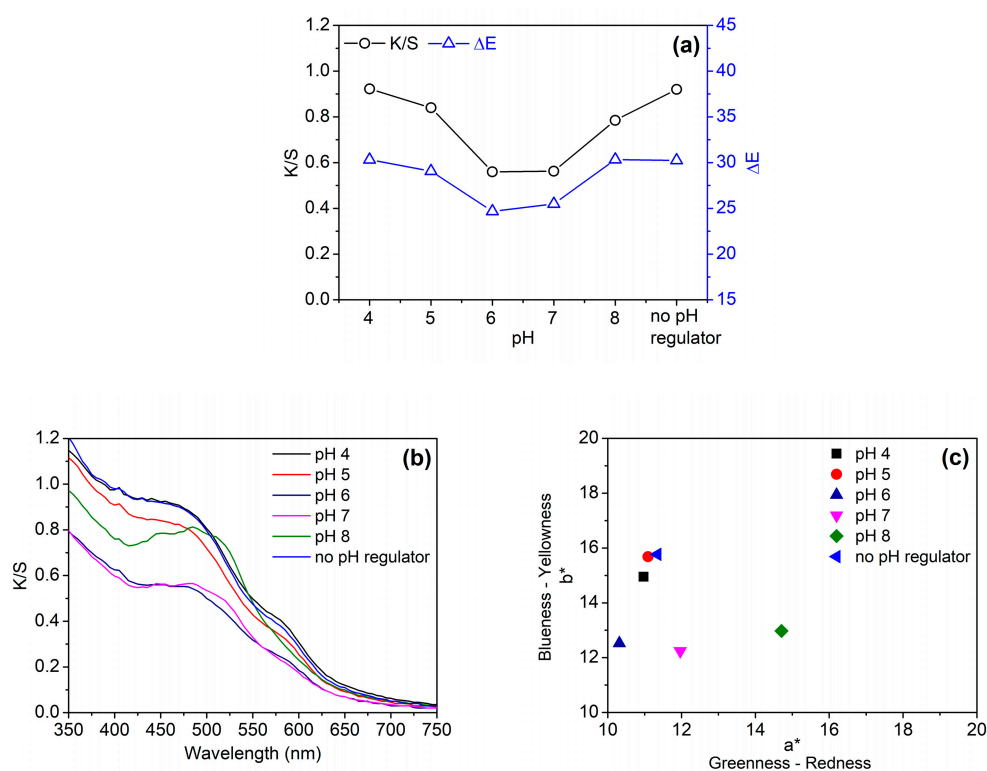 (a)
K/S ΔE
1.2
1.0
0.8
0.6
0.4
0.2
0.0
K/S
45
40
35
30
25
20
15
ΔE
4 5 6 7 8 no pH
regulator
pH
(b)
pH 4
pH 5
pH 6
pH 7
pH 8
no pH regulator
1.2
1.0
0.8
0.6
0.4
0.2
0.0
K/S
350 400 450 500 550 600 650 700 750
Wavelength (nm)
(c)
pH 4
pH 5
pH 6
pH 7
pH 8
no pH regulator
20
18
16
14
12
10
Blueness - Yellowness
b*
10 12 14 16 18 20
a*
Greenness - Redness